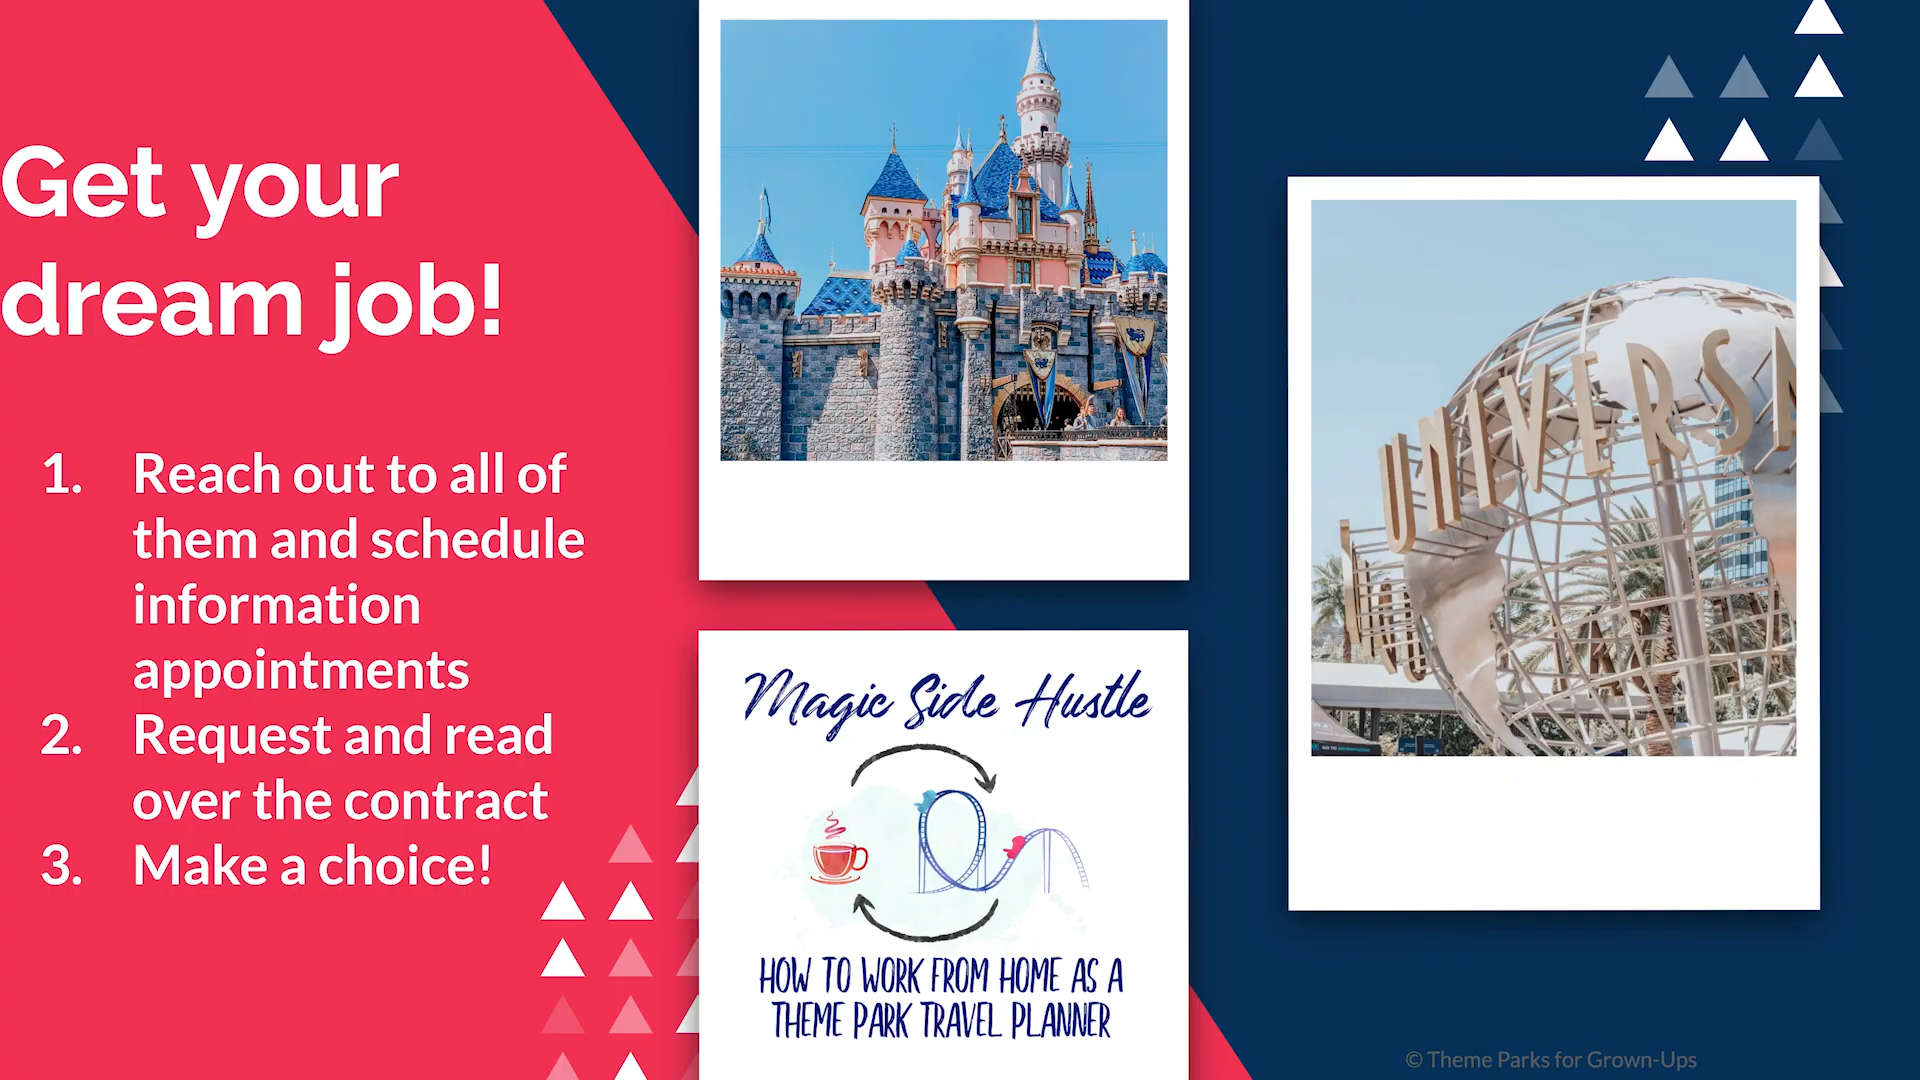 Get your
dream job!
1. Reach out to all of
them and schedule
information
appointments
2. Request and read
over the contract
3. Make a choice!
UNIVERSA
Magic Side Hustle
HOW TO WORK FROM HOME AS A
THEME PARK TRAVEL PLANNER
© Theme Parks for Grown-Ups